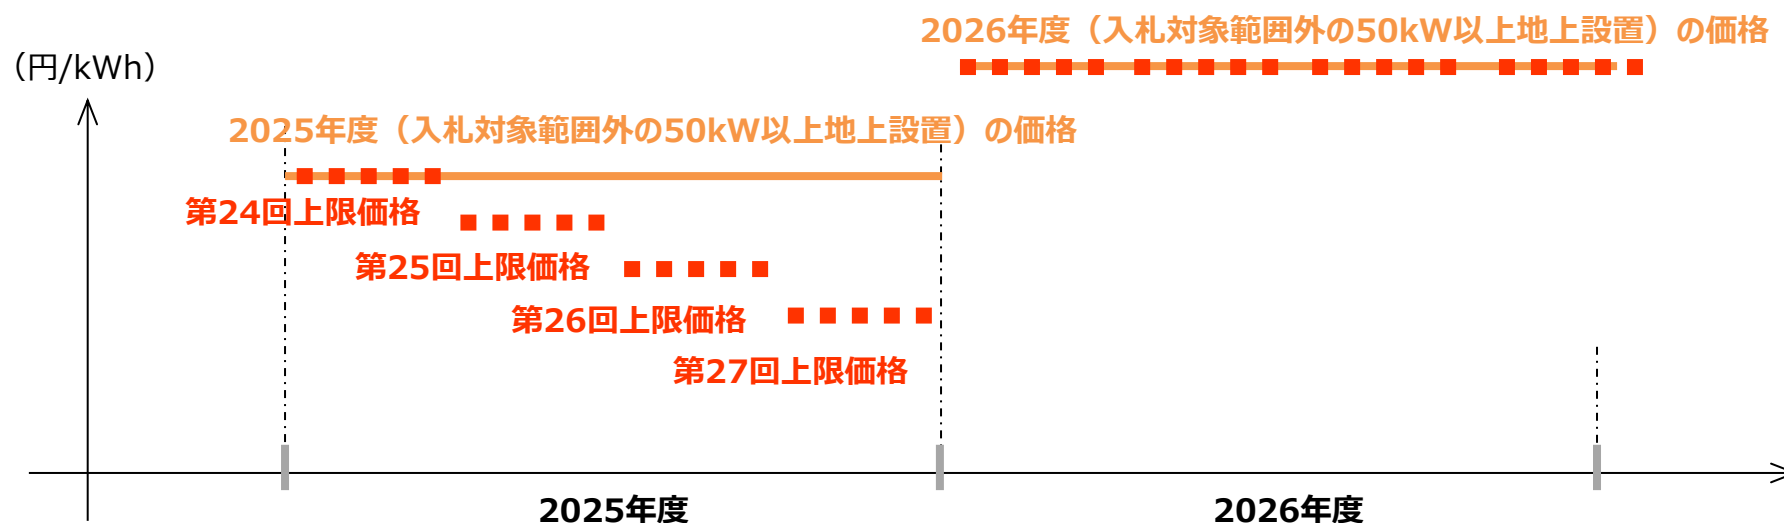 2026年度（入札対象範囲外の50kW以上地上設置）の価格
（円/kWh）
2025年度（入札対象範囲外の50kW以上地上設置）の価格
第24回上限価格
第25回上限価格
第26回上限価格
第27回上限価格
2025年度
2026年度